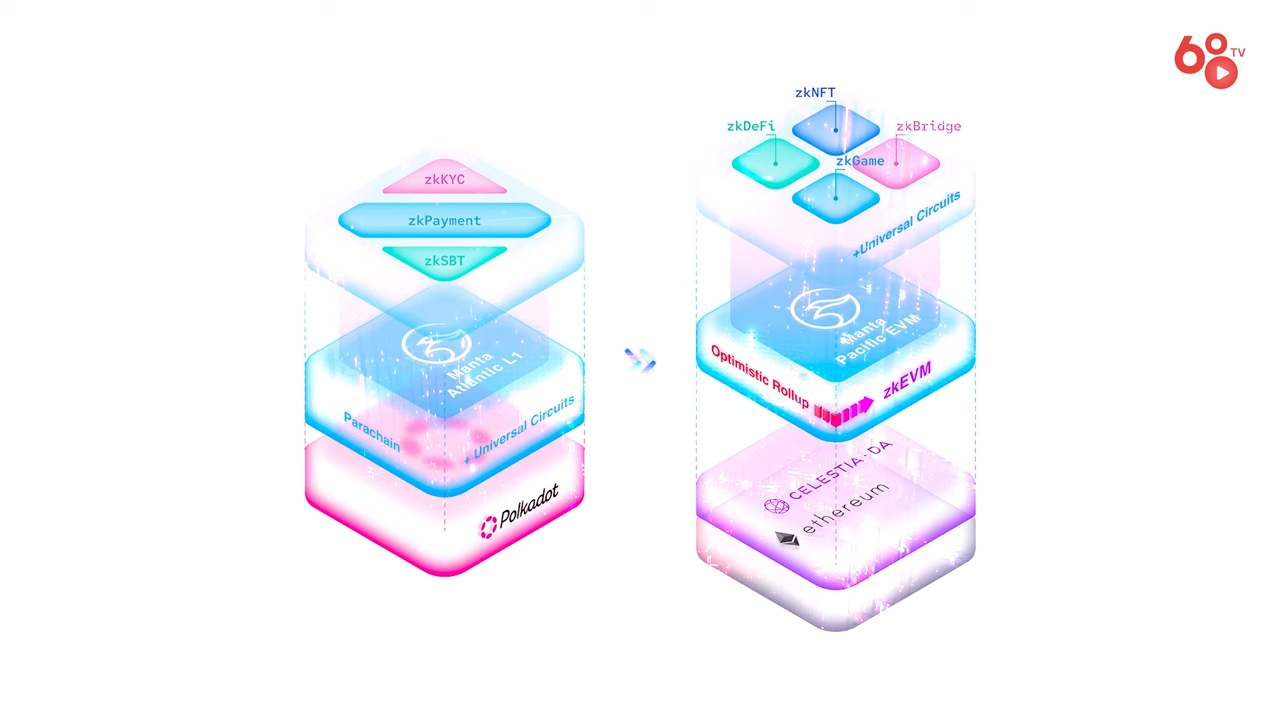 68 TV
zkKYC
zkPayment
zkSBT
Manta
Atlantic L1
Parachain
+ Universal Circuits
Polkadot
zkNFT
zkDeFi
zkBridge
zkGame
+Universal Circuits
Manta
Pacific EVM
Optimistic Rollup
zkEVM
CELESTIA · DA
ethereum